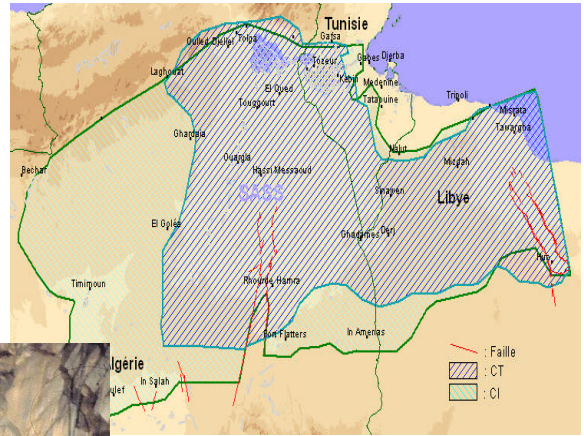 Tunisie
Gafsa
Tolga
Ouled Djellel
Laghouat
Tozeur
Kebili
Gabes Djerba
El Oued
Medenine
Touggourt
Tataouine
Tripoli
Misrata
Tawargha
Ghardaia
Nalut
Bechar
Ouargla
Hassi Messaoud
Mizdah
SASS
Sinawen
Libye
El Goléa
Ghadames
Derj
Hun
Timimoun
Rhourde Hamra
Fort Flatters
In Amenas
: Faille
Algérie
: CT
In Salah
: CI